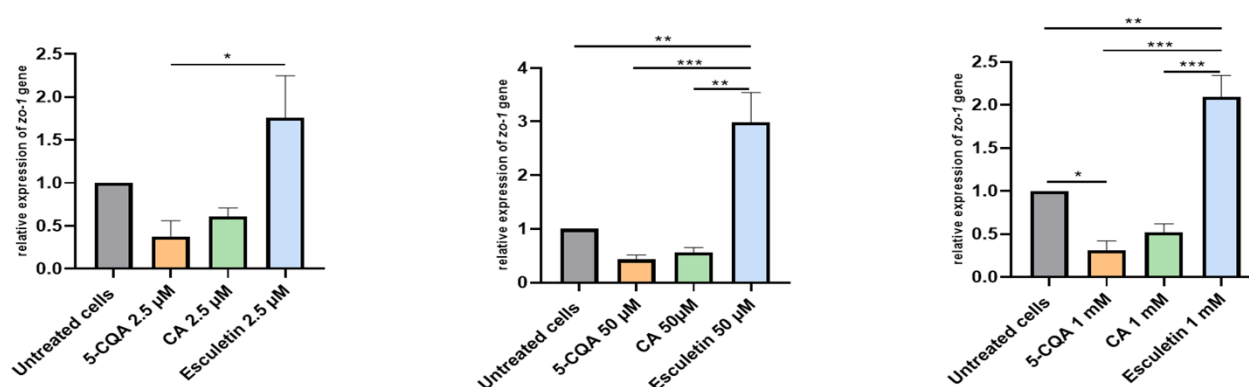 relative expression of zo-1 gene
2.5
2.0
1.5
1.0
0.5
0.0
*
Untreated cells
5-CQA 2.5 µM
CA 2.5 µM
Esculetin 2.5 µM
relative expression of zo-1 gene
4
3
2
1
0
**
***
**
Untreated cells
5-CQA 50 µM
CA 50µM
Esculetin 50 µM
relative expression of zo-1 gene
2.5
2.0
1.5
1.0
0.5
0.0
**
***
***
*
Untreated cells
5-CQA 1 mM
CA 1 mM
Esculetin 1 mM